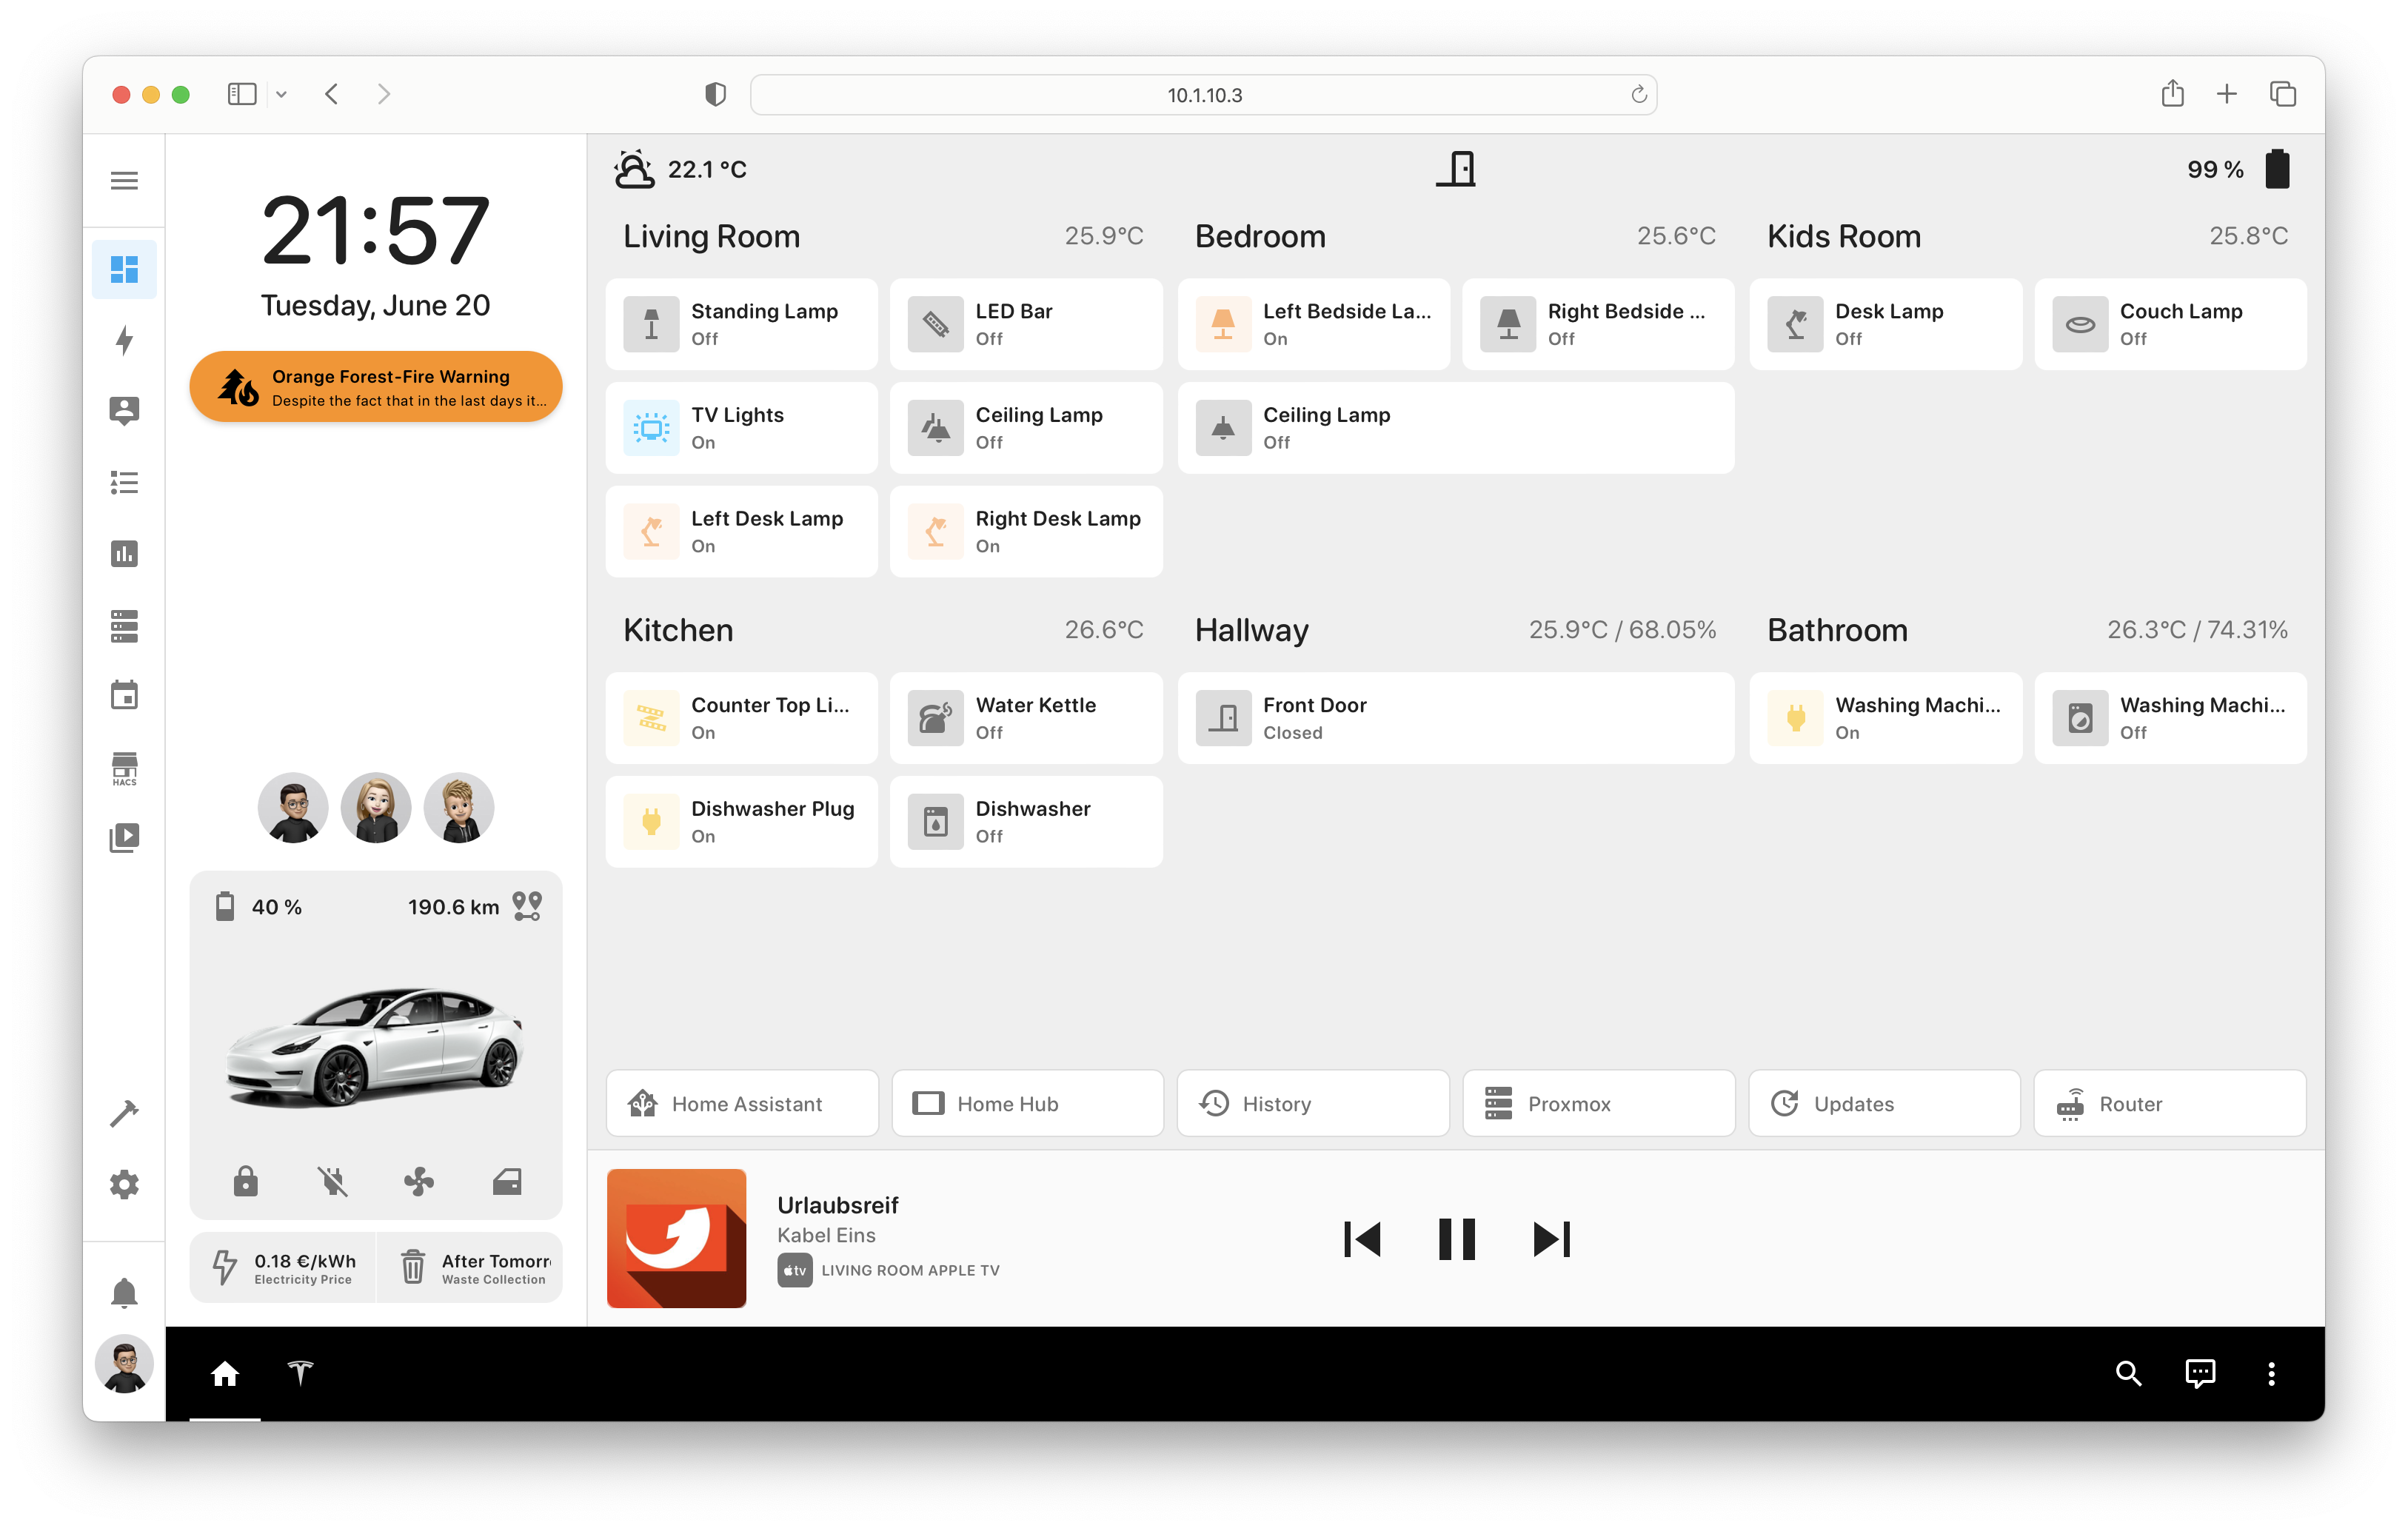 10.1.10.3
21:57
Tuesday, June 20
Orange Forest-Fire Warning
Despite the fact that in the last days it...
HACS
40 %
190.6 km
0.18 €/kWh
Electricity Price
After Tomorr
Waste Collection
22.1 °C
99 %
Living Room
25.9°C
Standing Lamp
Off
LED Bar
Off
TV Lights
On
Ceiling Lamp
Off
Left Desk Lamp
On
Right Desk Lamp
On
Bedroom
25.6°C
Left Bedside La...
On
Right Bedside ...
Off
Ceiling Lamp
Off
Kids Room
25.8°C
Desk Lamp
Off
Couch Lamp
Off
Kitchen
26.6°C
Counter Top Li...
On
Water Kettle
Off
Dishwasher Plug
On
Dishwasher
Off
Hallway
25.9°C / 68.05%
Front Door
Closed
Bathroom
26.3°C / 74.31%
Washing Machi...
On
Washing Machi...
Off
Home Assistant
Home Hub
History
Proxmox
Updates
Router
Urlaubsreif
Kabel Eins
tv LIVING ROOM APPLE TV